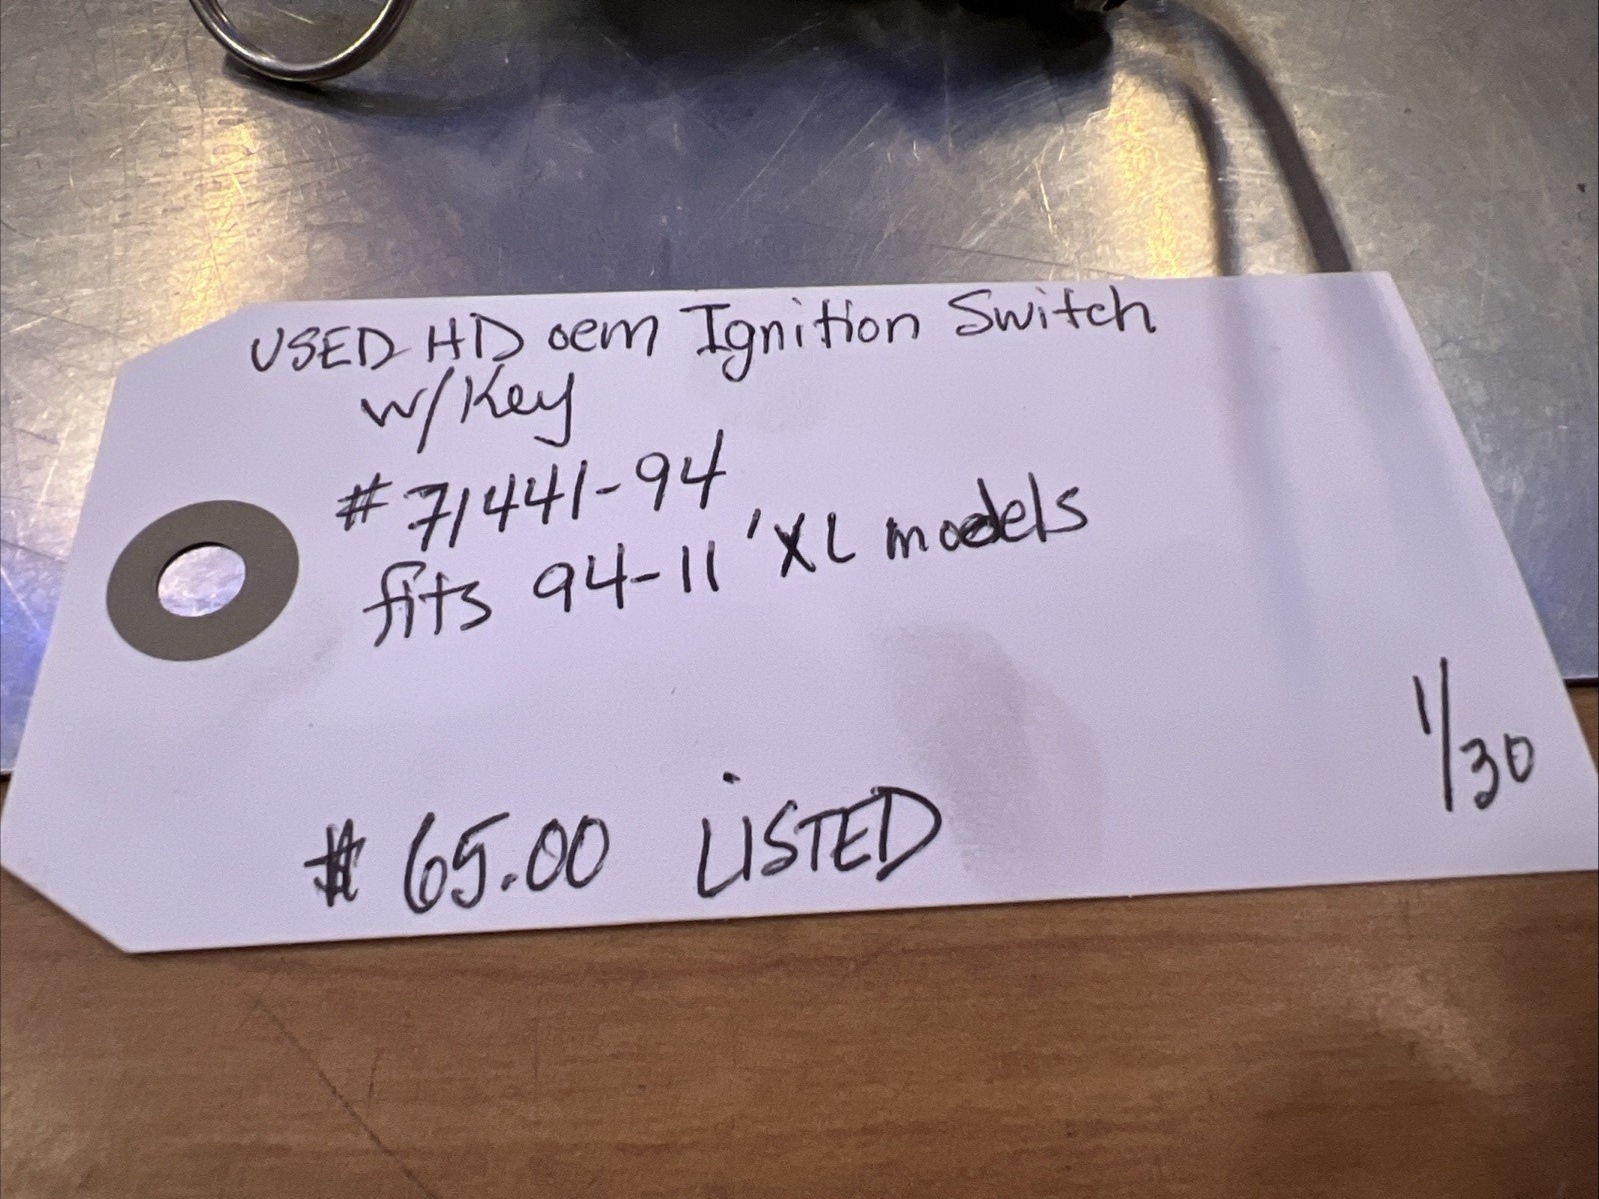 USED HD oem Ignition Switch
w/Key
# 71441-94
fits 94-11 'XL models
1/30
$ 65.00 LISTED